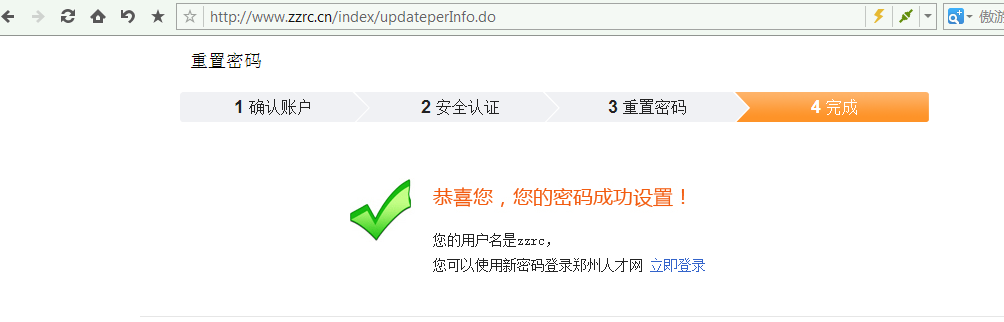 http://www.zzrc.cn/index/updateperInfo.do
傲游
重置密码
1 确认账户 2 安全认证 3 重置密码 4 完成
恭喜您，您的密码成功设置！
您的用户名是zzrc，
您可以使用新密码登录郑州人才网 立即登录